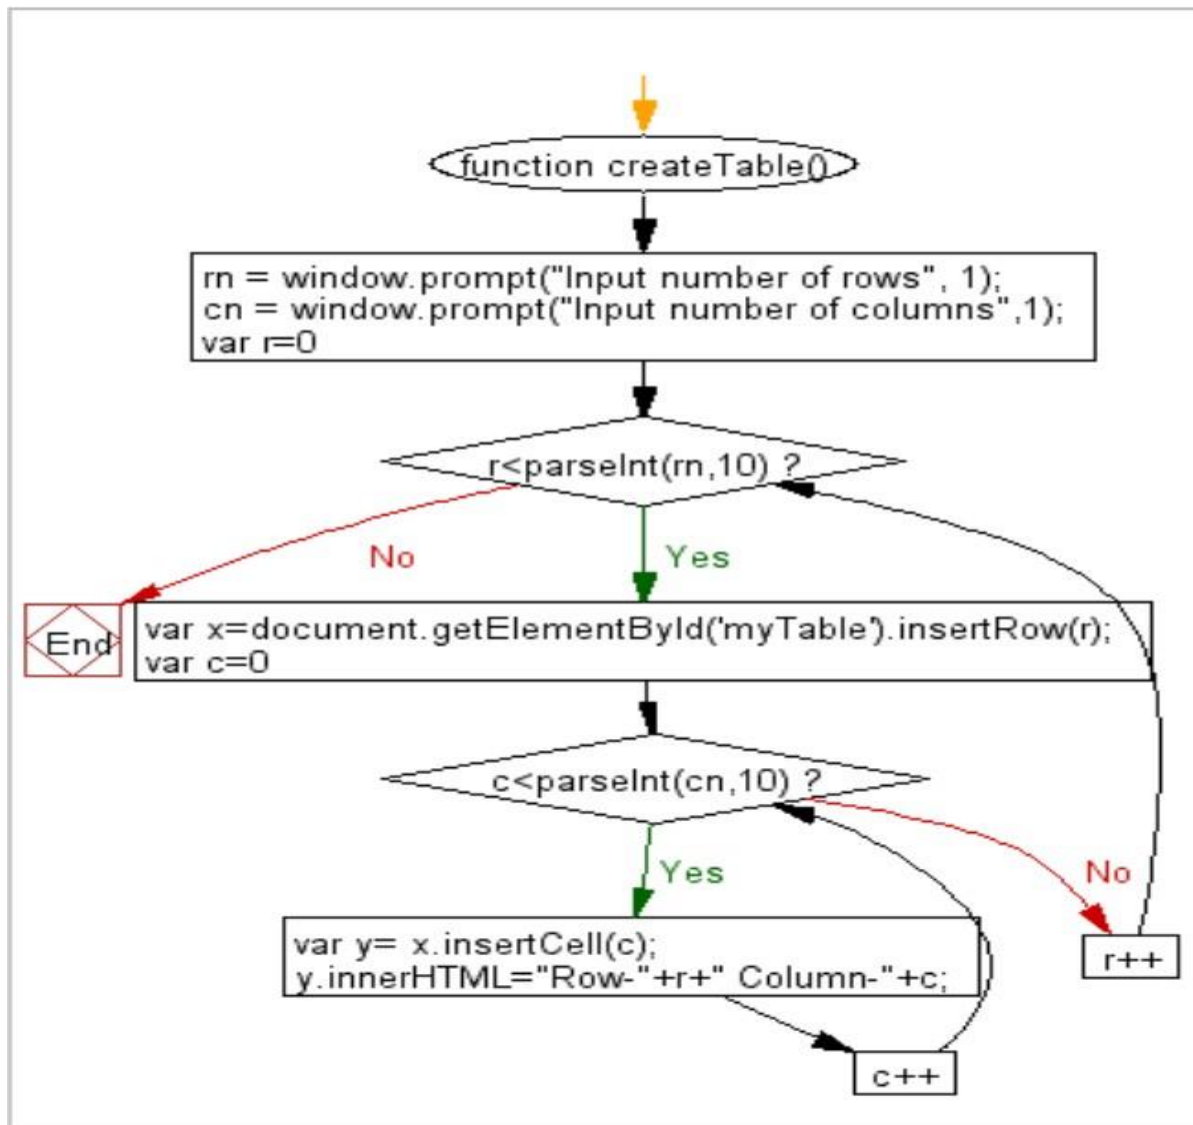 function createTable()
rn = window.prompt("Input number of rows", 1);
cn = window.prompt("Input number of columns",1);
var r=0
r<parseInt(rn,10) ?
No
Yes
End
var x=document.getElementById('myTable').insertRow(r);
var c=0
c<parseInt(cn,10) ?
Yes
No
var y= x.insertCell(c);
y.innerHTML="Row-"+r+" Column-"+c;
r++
c++